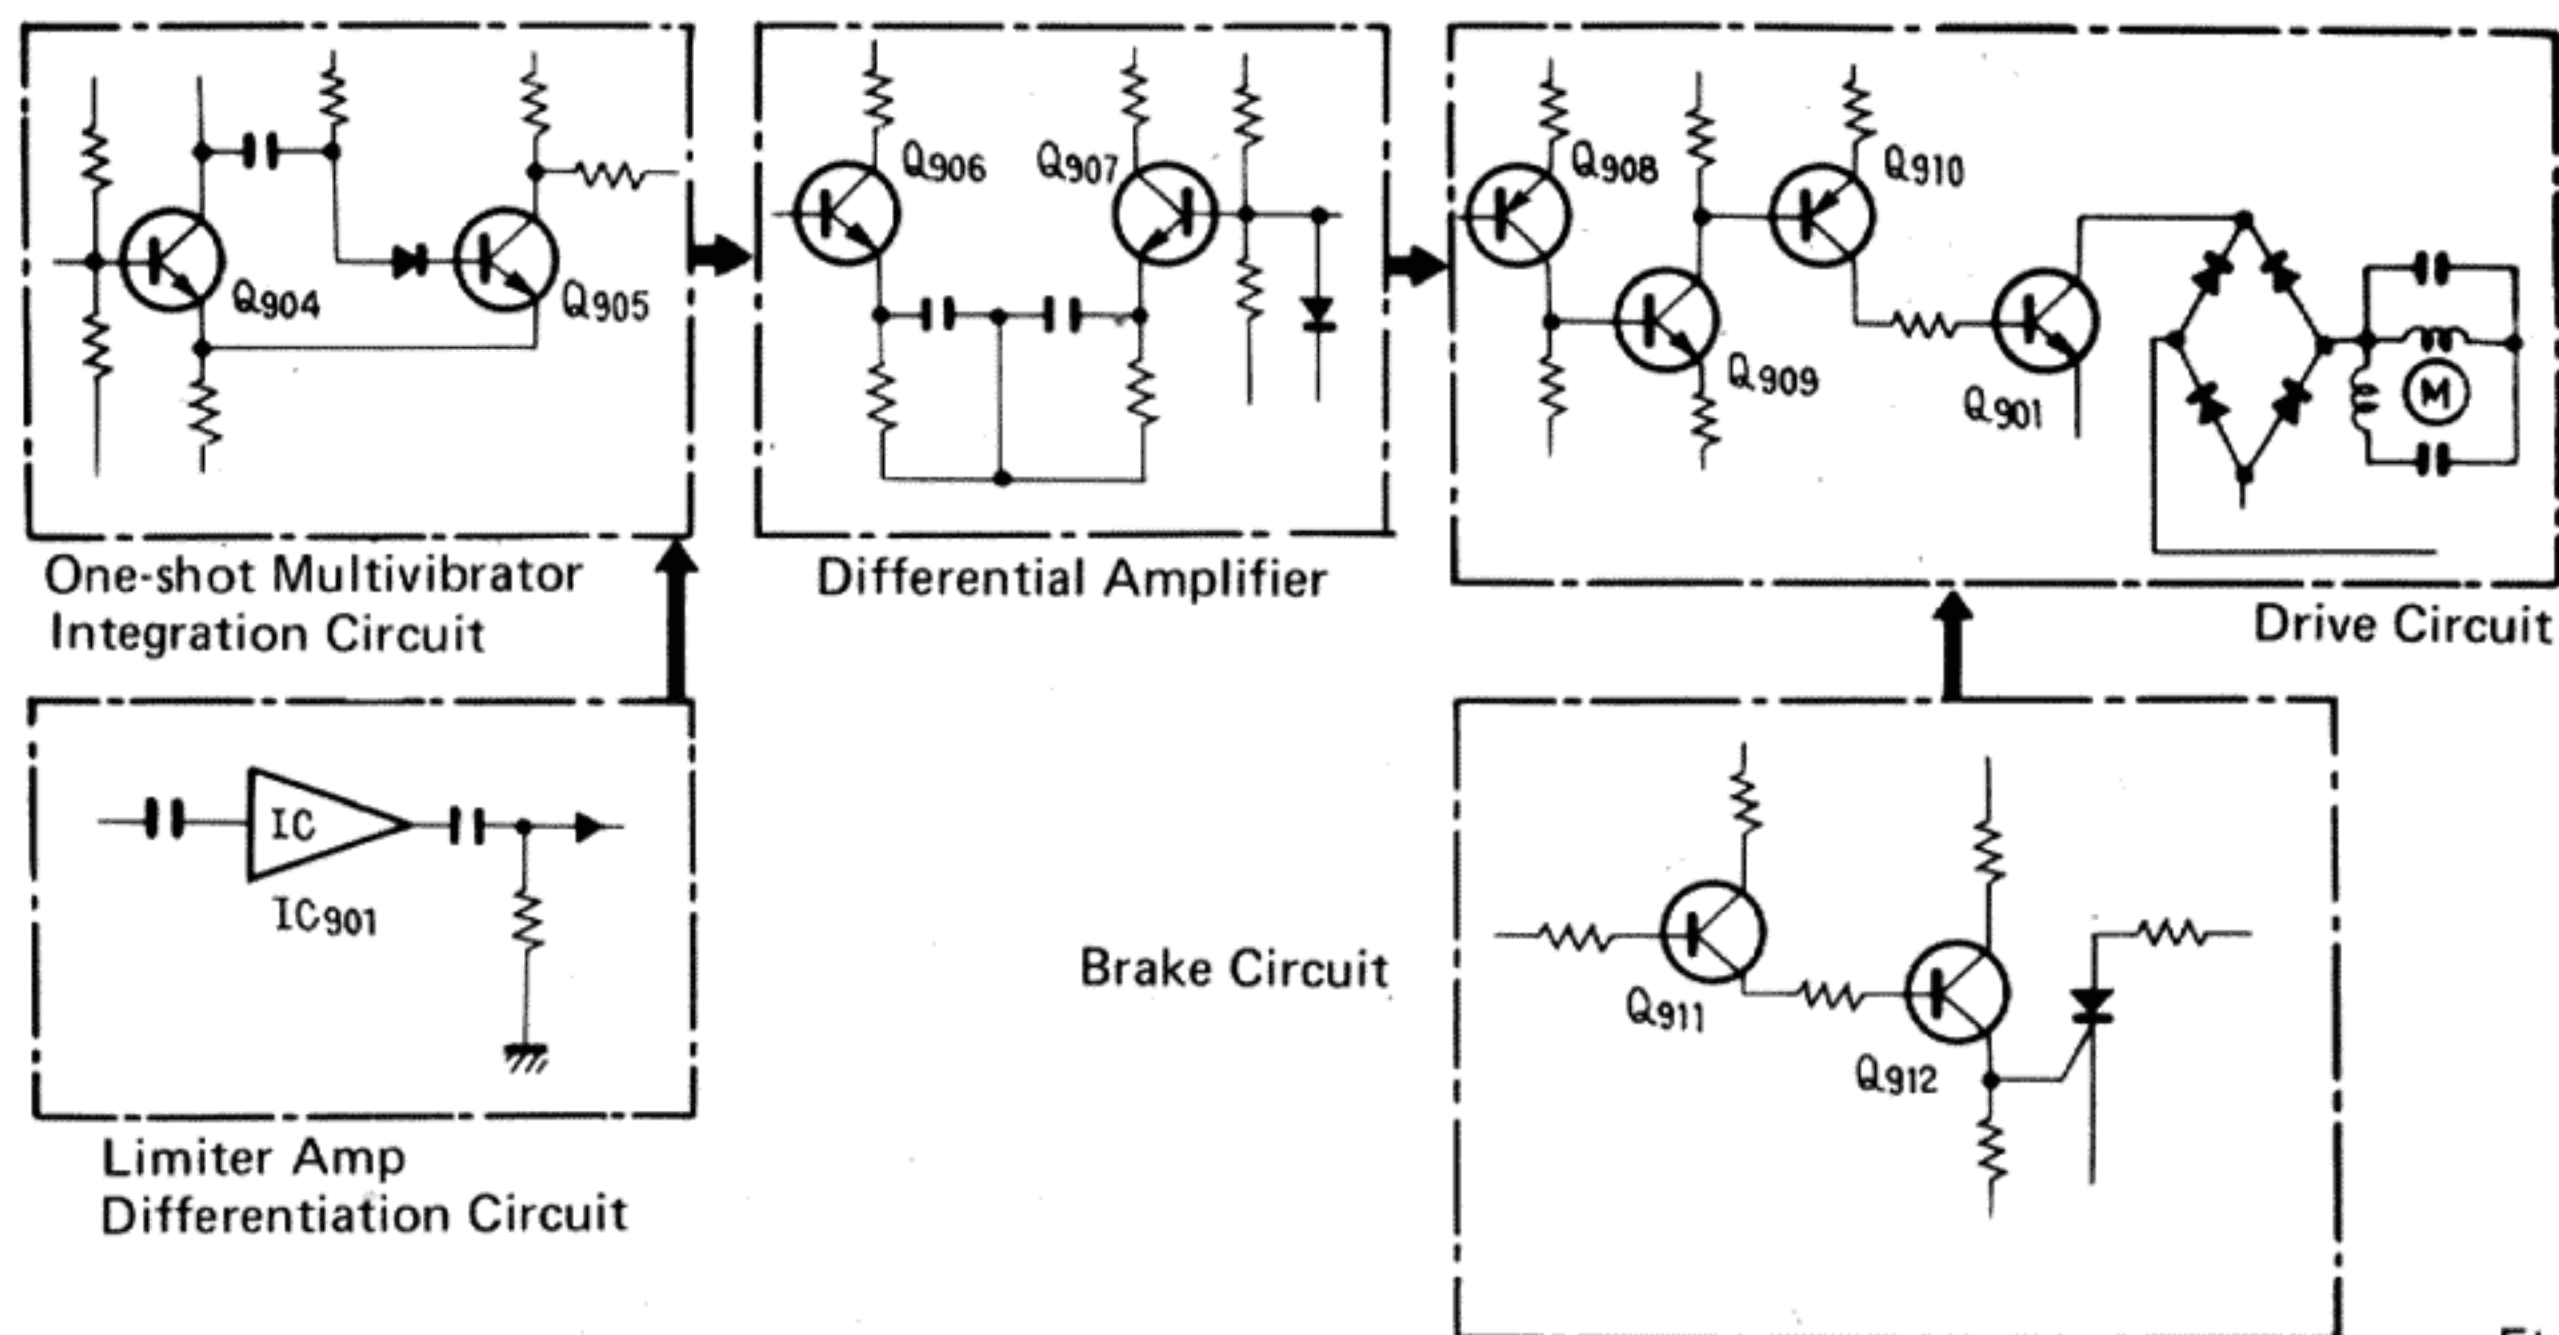 Q904
Q905
One-shot Multivibrator
Integration Circuit
Q906
Q907
Differential Amplifier
Q908
Q910
Q909
Q901
M
Drive Circuit
IC
IC901
Limiter Amp
Differentiation Circuit
Brake Circuit
Q911
Q912